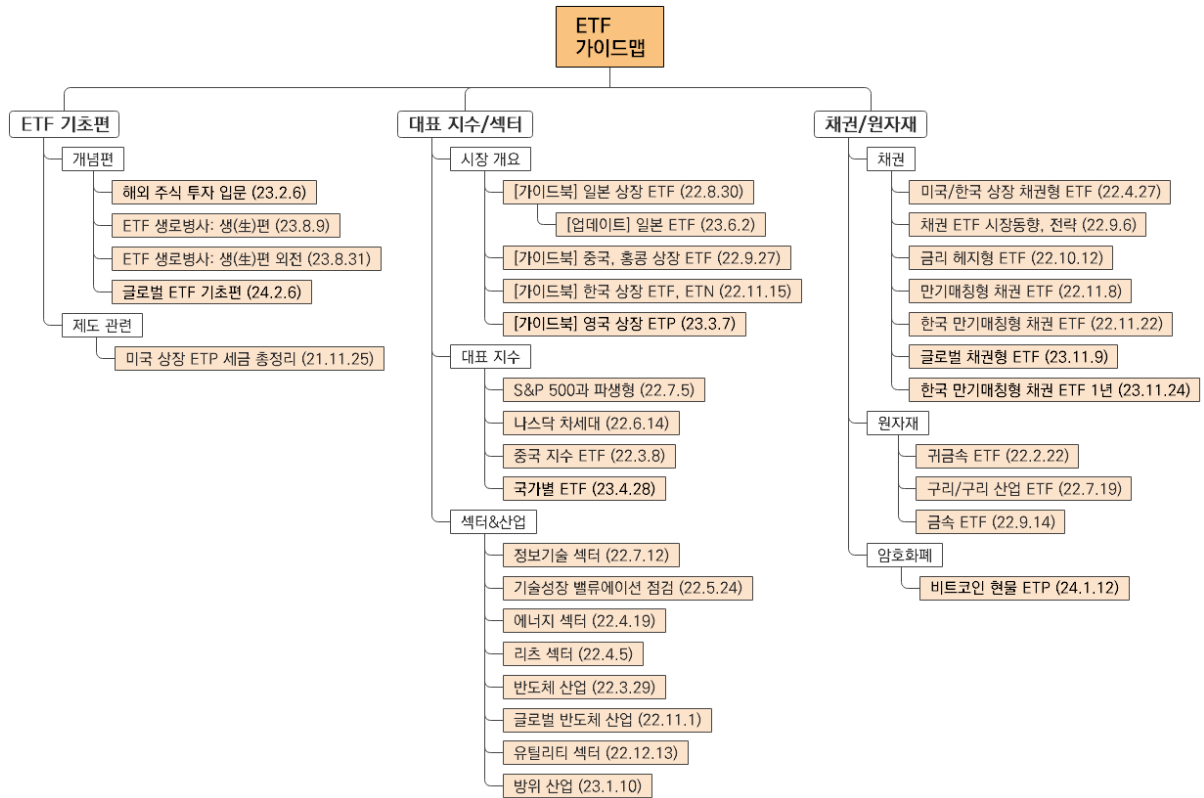 ETF
가이드맵
ETF 기초편
개념편
해외 주식 투자 입문 (23.2.6)
ETF 생로병사: 생(生)편 (23.8.9)
ETF 생로병사: 생(生)편 외전 (23.8.31)
글로벌 ETF 기초편 (24.2.6)
제도 관련
미국 상장 ETP 세금 총정리 (21.11.25)
대표 지수/섹터
시장 개요
[가이드북] 일본 상장 ETF (22.8.30)
[업데이트] 일본 ETF (23.6.2)
[가이드북] 중국, 홍콩 상장 ETF (22.9.27)
[가이드북] 한국 상장 ETF, ETN (22.11.15)
[가이드북] 영국 상장 ETP (23.3.7)
대표 지수
S&P 500과 파생형 (22.7.5)
나스닥 차세대 (22.6.14)
중국 지수 ETF (22.3.8)
국가별 ETF (23.4.28)
섹터&산업
정보기술 섹터 (22.7.12)
기술성장 밸류에이션 점검 (22.5.24)
에너지 섹터 (22.4.19)
리츠 섹터 (22.4.5)
반도체 산업 (22.3.29)
글로벌 반도체 산업 (22.11.1)
유틸리티 섹터 (22.12.13)
방위 산업 (23.1.10)
채권/원자재
채권
미국/한국 상장 채권형 ETF (22.4.27)
채권 ETF 시장동향, 전략 (22.9.6)
금리 헤지형 ETF (22.10.12)
만기매칭형 채권 ETF (22.11.8)
한국 만기매칭형 채권 ETF (22.11.22)
글로벌 채권형 ETF (23.11.9)
한국 만기매칭형 채권 ETF 1년 (23.11.24)
원자재
귀금속 ETF (22.2.22)
구리/구리 산업 ETF (22.7.19)
금속 ETF (22.9.14)
암호화폐
비트코인 현물 ETP (24.1.12)